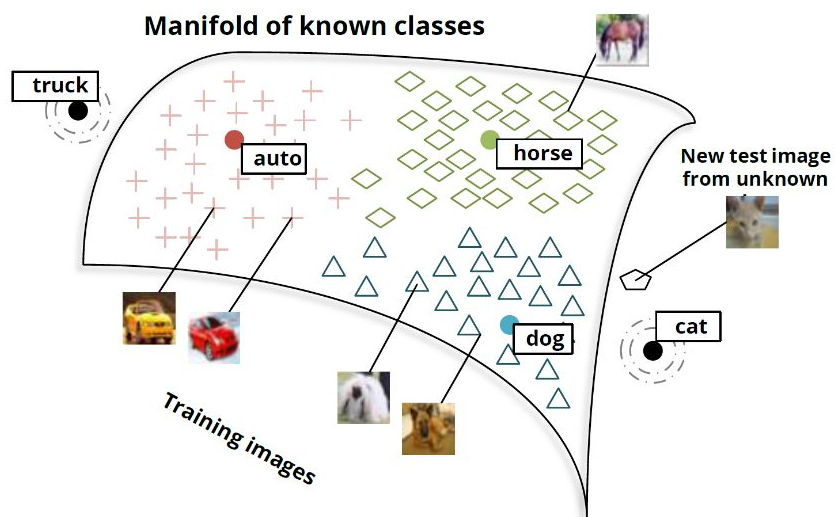 Manifold of known classes
truck
auto
horse
New test image
from unknown
cat
dog
Training images